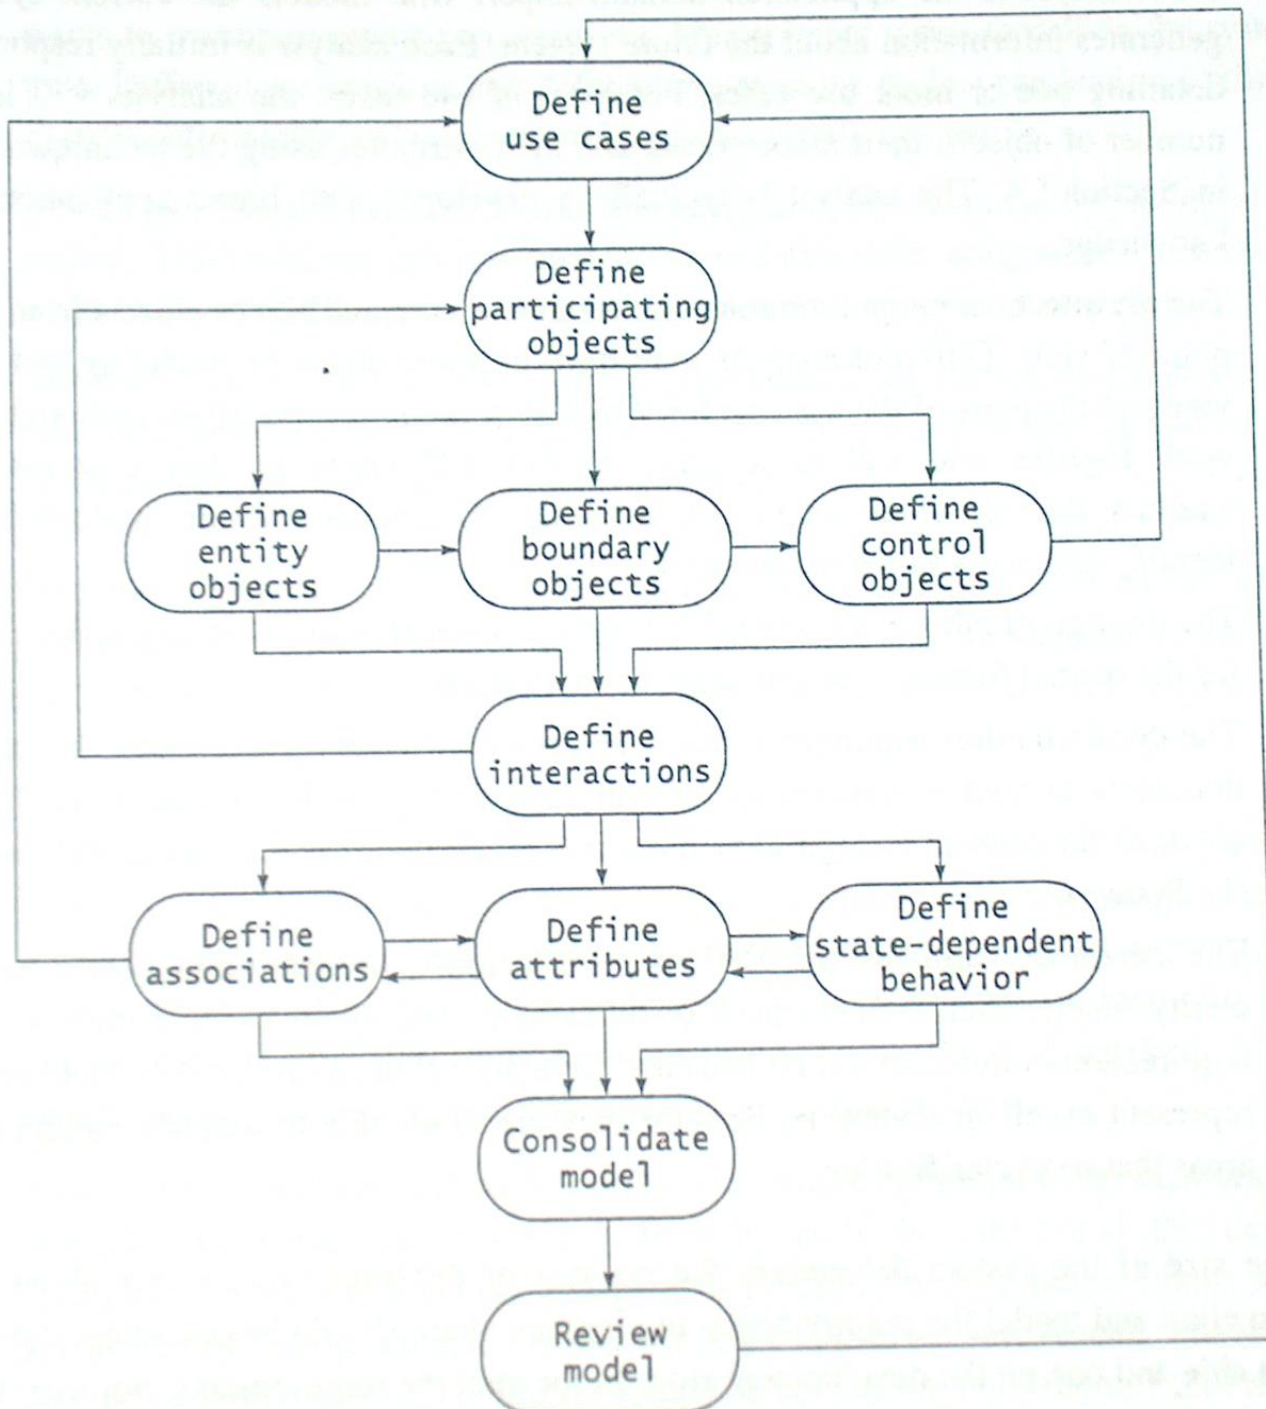 Define
use cases
Define
participating
objects
Define
entity
objects
Define
boundary
objects
Define
control
objects
Define
interactions
Define
associations
Define
attributes
Define
state-dependent
behavior
Consolidate
model
Review
model